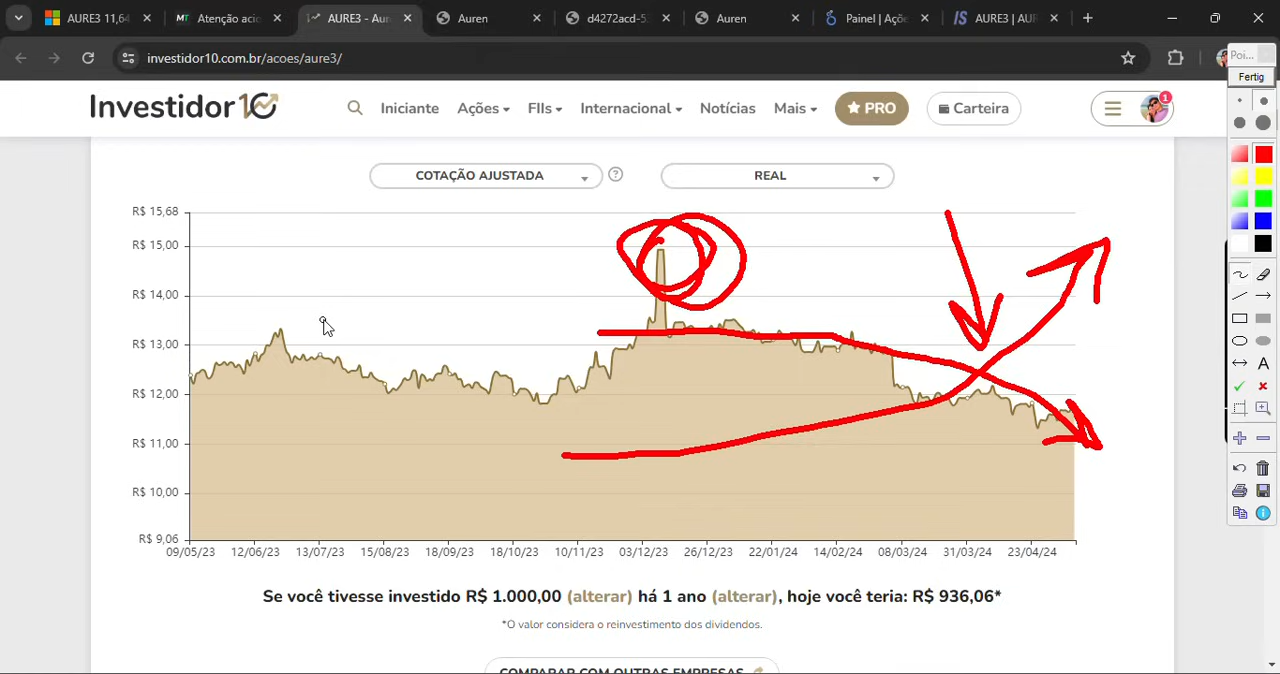 AURE3 11,64
Atenção acio
AURE3 - Aur
Auren
d4272acd-5
Auren
Painel | Açõe
AURE3 | AUR
investidor10.com.br/acoes/aure3/
Poi...
Fertig
Investidor10
Iniciante
Ações
FIIs
Internacional
Notícias
Mais
PRO
Carteira
1
COTAÇÃO AJUSTADA
?
REAL
R$ 15,68
R$ 15,00
R$ 14,00
R$ 13,00
R$ 12,00
R$ 11,00
R$ 10,00
R$ 9,06
09/05/23 12/06/23 13/07/23 15/08/23 18/09/23 18/10/23 10/11/23 03/12/23 26/12/23 22/01/24 14/02/24 08/03/24 31/03/24 23/04/24
A
Se você tivesse investido R$ 1.000,00 (alterar) há 1 ano (alterar), hoje você teria: R$ 936,06*
*O valor considera o reinvestimento dos dividendos.
COMPARAR COM OUTRAS EMPRESAS